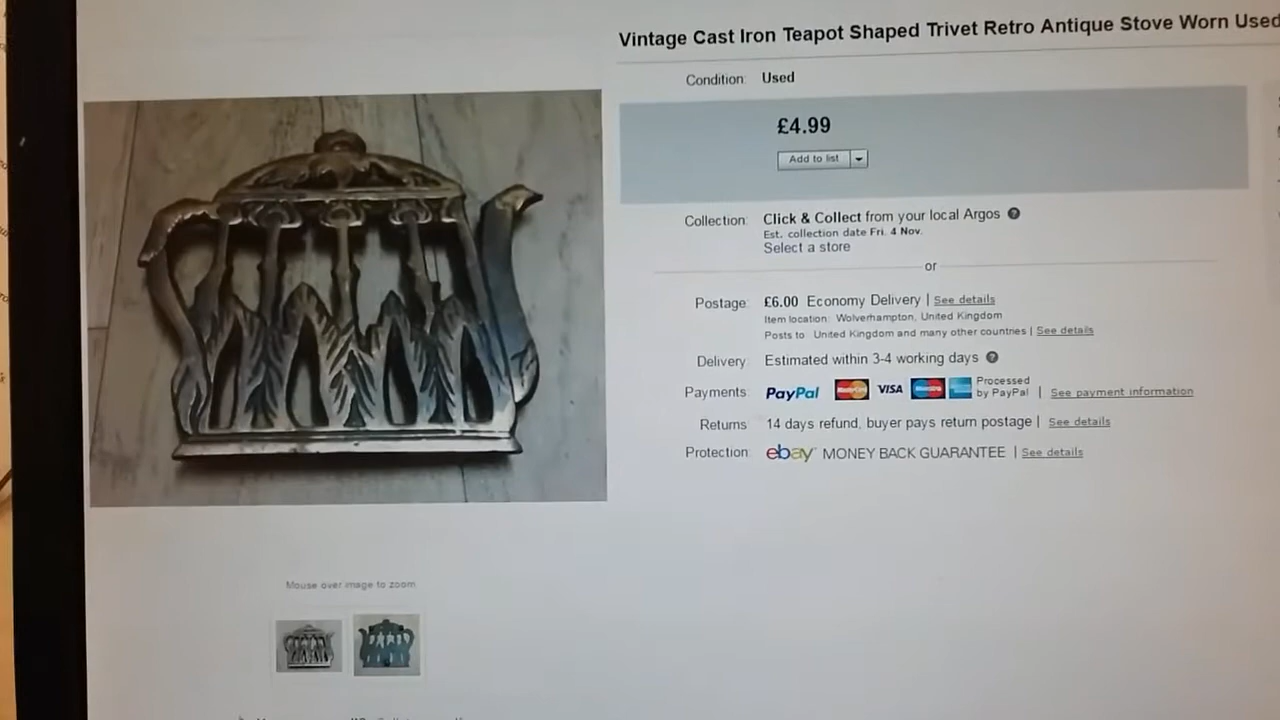 Vintage Cast Iron Teapot Shaped Trivet Retro Antique Stove Worn Used
Condition: Used
£4.99
Add to list
Collection: Click & Collect from your local Argos
Est. collection date Fri. 4 Nov.
Select a store
or
Postage: £6.00 Economy Delivery | See details
Item location: Wolverhampton, United Kingdom
Posts to: United Kingdom and many other countries | See details
Delivery: Estimated within 3-4 working days
Payments: PayPal MasterCard VISA Maestro Processed by PayPal | See payment information
Returns: 14 days refund, buyer pays return postage | See details
Protection: ebay MONEY BACK GUARANTEE | See details
Mouse over image to zoom